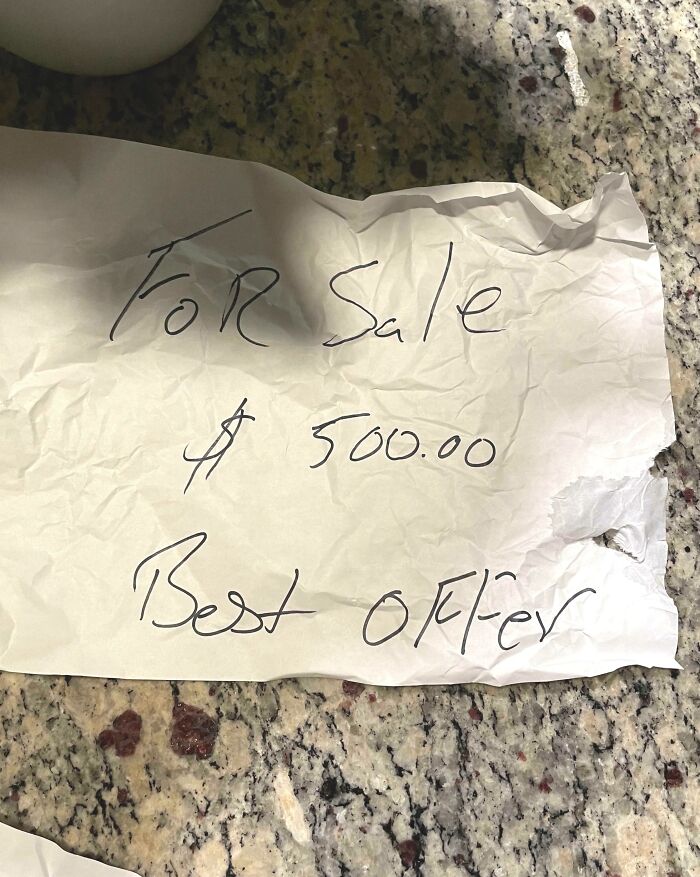 FoR Sale
$ 500.00
Best offer